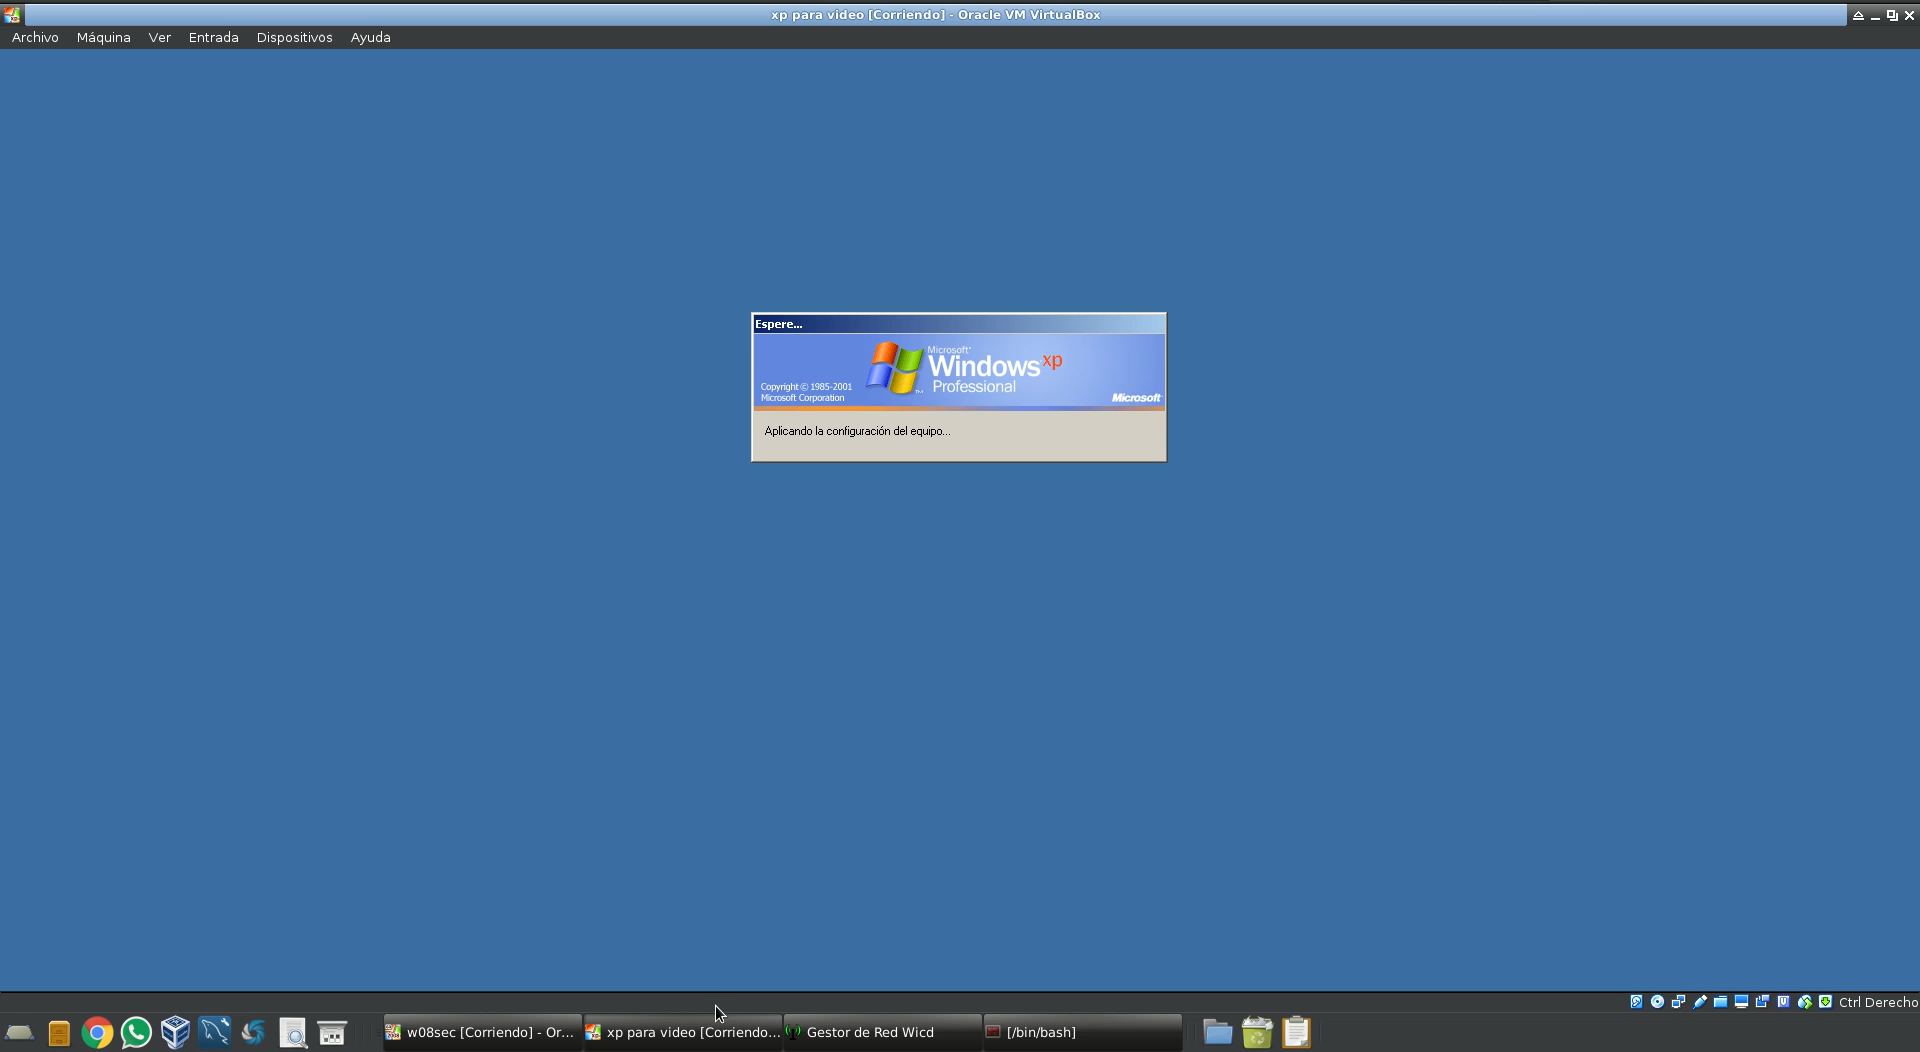 xp para video [Corriendo] - Oracle VM VirtualBox
Archivo Máquina Ver Entrada Dispositivos Ayuda
Espere...
Microsoft
Windows xp
Professional
Copyright © 1985-2001
Microsoft Corporation
Microsoft
Aplicando la configuración del equipo...
Ctrl Derecho
w08sec [Corriendo] - Or... xp para video [Corriendo... Gestor de Red Wicd [/bin/bash]